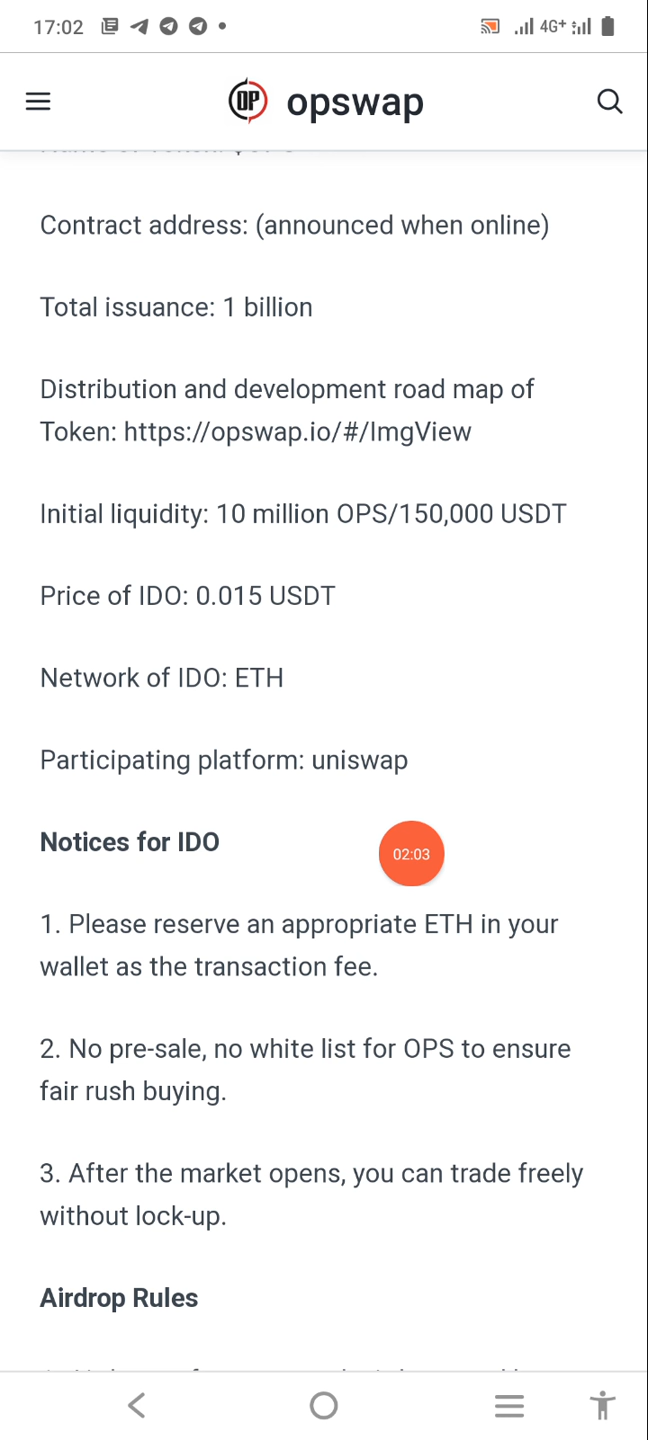 17:02
4G+
OP opswap
Contract address: (announced when online)
Total issuance: 1 billion
Distribution and development road map of
Token: https://opswap.io/#/ImgView
Initial liquidity: 10 million OPS/150,000 USDT
Price of IDO: 0.015 USDT
Network of IDO: ETH
Participating platform: uniswap
Notices for IDO
02:03
1. Please reserve an appropriate ETH in your
wallet as the transaction fee.
2. No pre-sale, no white list for OPS to ensure
fair rush buying.
3. After the market opens, you can trade freely
without lock-up.
Airdrop Rules